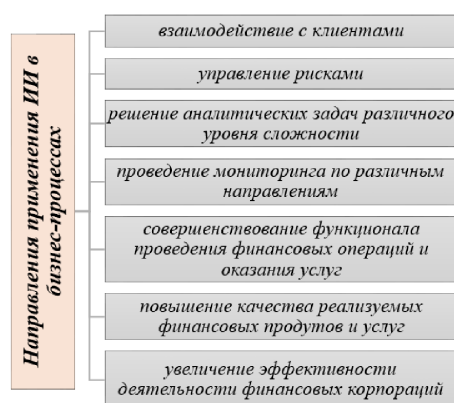 Направления применения ИИ в
бизнес-процессах
взаимодействие с клиентами
управление рисками
решение аналитических задач различного
уровня сложности
проведение мониторинга по различным
направлениям
совершенствование функционала
проведения финансовых операций и
оказания услуг
повышение качества реализуемых
финансовых продутов и услуг
увеличение эффективности
деятельности финансовых корпораций